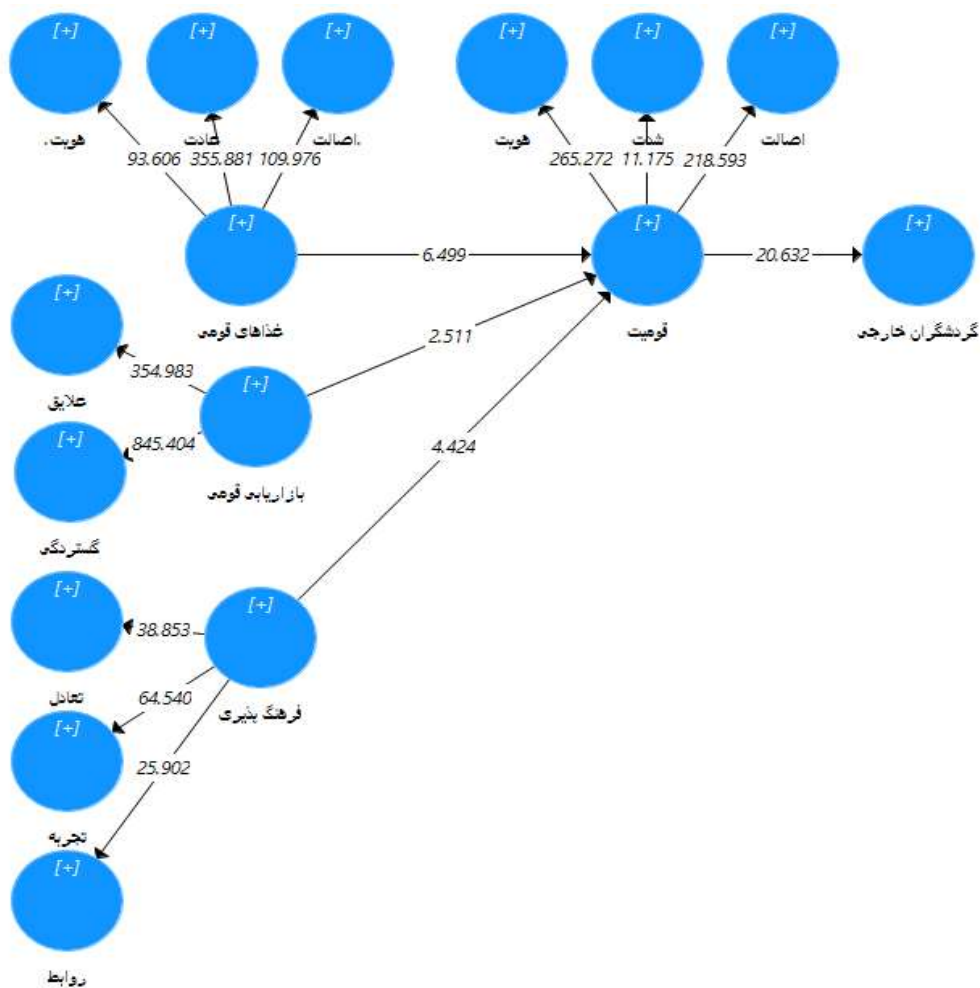 [+] [+] [+] [+] [+] [+]
هویت. عادت .اصالت هویت شدت اصالت
93.606 355.881 109.976 265.272 11.175 218.593
[+] [+] [+]
6.499 20.632
غذاهای قومی قومیت گردشگران خارجی
[+]
2.511
354.983
علایق
[+]
[+]
845.404
4.424
بازاریابی قومی
گستردگی
[+]
[+]
38.853
تعادل
64.540
فرهنگ پذیری
[+]
25.902
تجربه
[+]
روابط